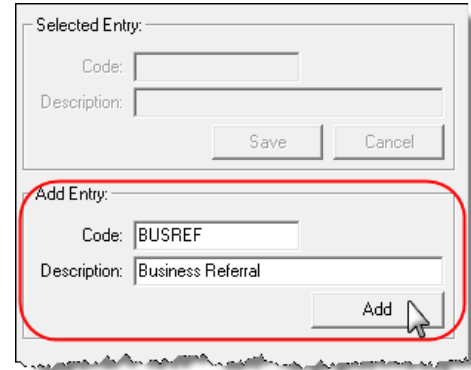 Selected Entry:
Code:
Description:
Save Cancel
Add Entry:
Code: BUSREF
Description: Business Referral
Add